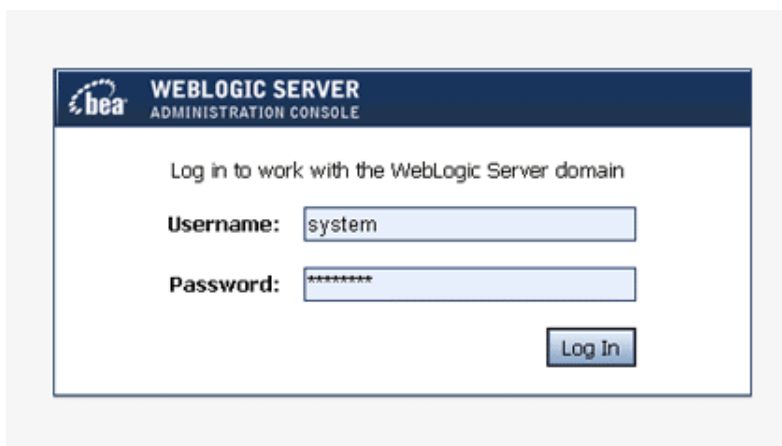 bea WEBLOGIC SERVER
ADMINISTRATION CONSOLE
Log in to work with the WebLogic Server domain
Username: system
Password: ********
Log In